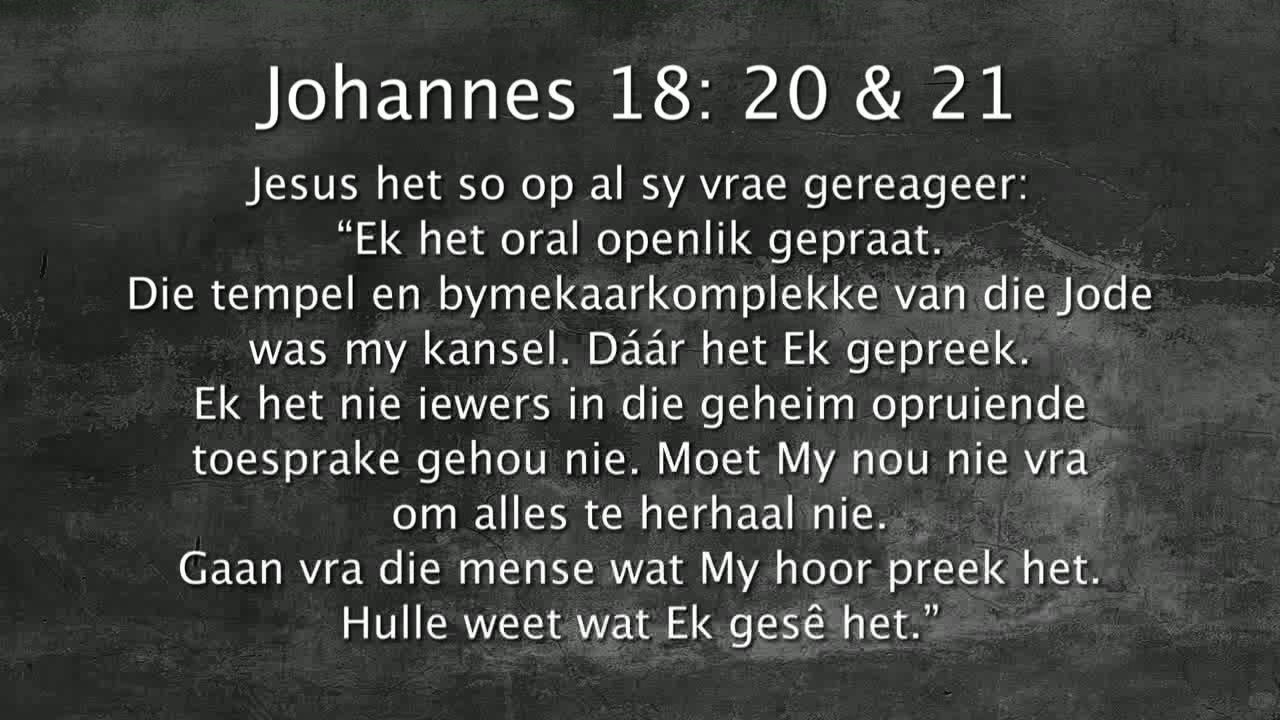 Johannes 18: 20 & 21
Jesus het so op al sy vrae gereageer:
“Ek het oral openlik gepraat.
Die tempel en bymekaarkomplekke van die Jode
was my kansel. Dáár het Ek gepreek.
Ek het nie iewers in die geheim opruiende
toesprake gehou nie. Moet My nou nie vra
om alles te herhaal nie.
Gaan vra die mense wat My hoor preek het.
Hulle weet wat Ek gesê het.”